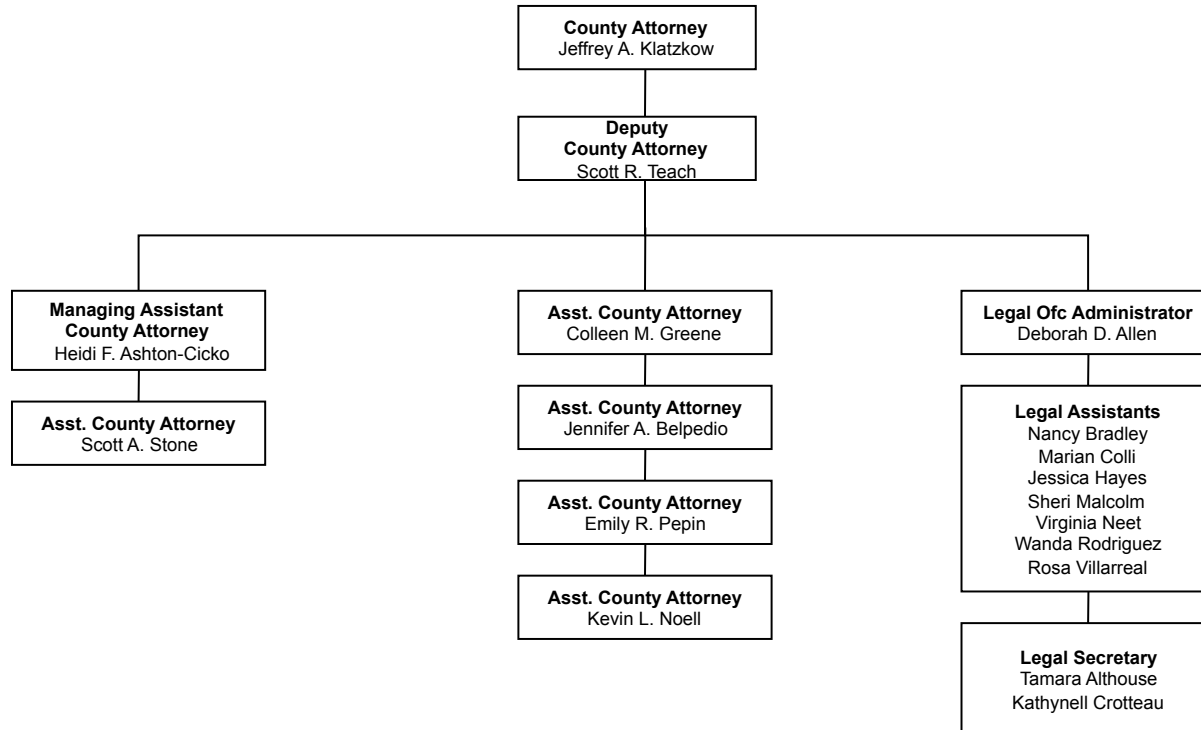 County Attorney
Jeffrey A. Klatzkow
Deputy
County Attorney
Scott R. Teach
Managing Assistant
County Attorney
Heidi F. Ashton-Cicko
Asst. County Attorney
Scott A. Stone
Asst. County Attorney
Colleen M. Greene
Asst. County Attorney
Jennifer A. Belpedio
Asst. County Attorney
Emily R. Pepin
Asst. County Attorney
Kevin L. Noell
Legal Ofc Administrator
Deborah D. Allen
Legal Assistants
Nancy Bradley
Marian Colli
Jessica Hayes
Sheri Malcolm
Virginia Neet
Wanda Rodriguez
Rosa Villarreal
Legal Secretary
Tamara Althouse
Kathynell Crotteau